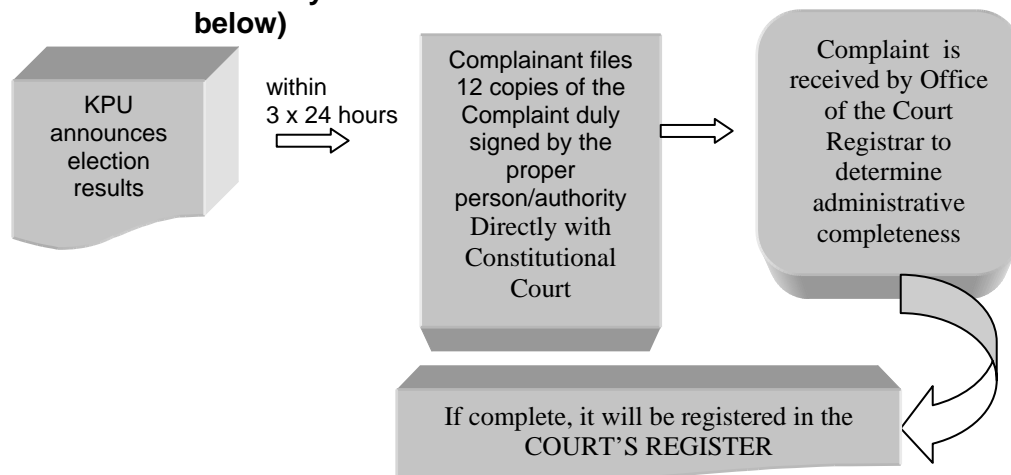 below)
KPU
announces
election
results
within
3 x 24 hours
Complainant files
12 copies of the
Complaint duly
signed by the
proper
person/authority
Directly with
Constitutional
Court
Complaint is
received by Office
of the Court
Registrar to
determine
administrative
completeness
If complete, it will be registered in the
COURT'S REGISTER